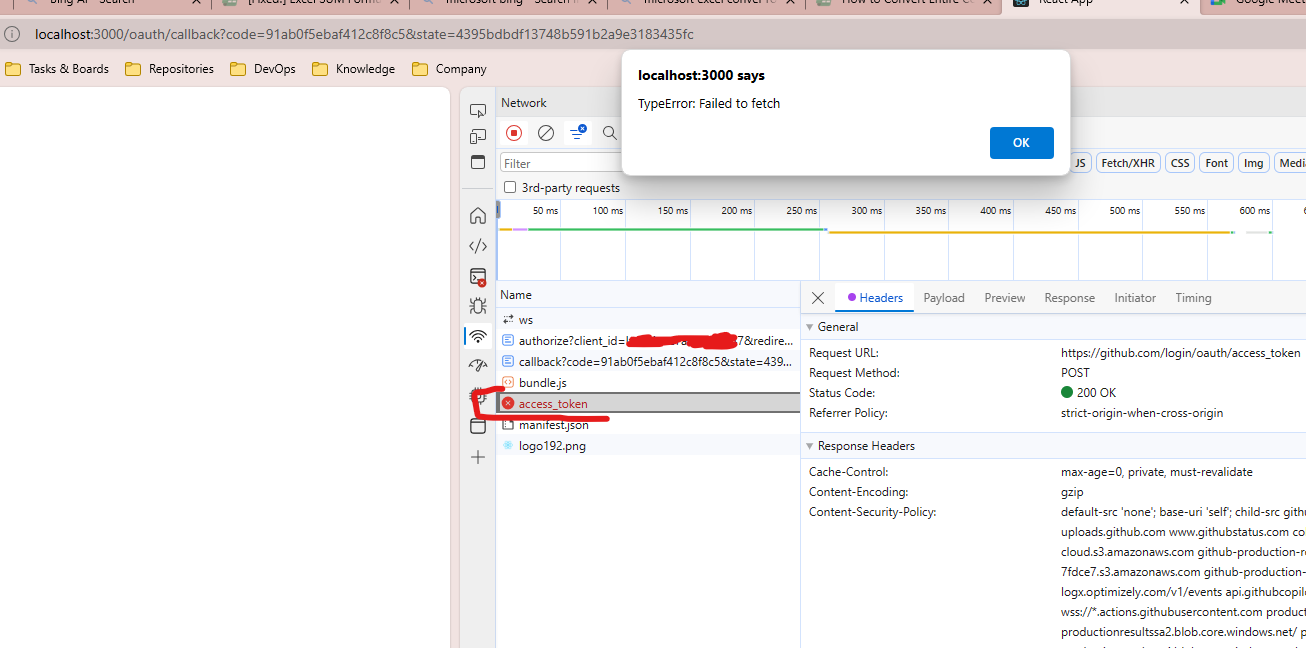 Bing AI - Search
[Fixed!] Excel SUM Form
microsoft bing - Search
microsoft excel convert
How to Convert Entire C
React App
Google Meet
localhost:3000/oauth/callback?code=91ab0f5ebaf412c8f8c5&state=4395bdbdf13748b591b2a9e3183435fc
Tasks & Boards
Repositories
DevOps
Knowledge
Company
localhost:3000 says
TypeError: Failed to fetch
OK
Network
Filter
JS
Fetch/XHR
CSS
Font
Img
Media
3rd-party requests
50 ms
100 ms
150 ms
200 ms
250 ms
300 ms
350 ms
400 ms
450 ms
500 ms
550 ms
600 ms
Name
ws
authorize?client_id=
7&redire...
callback?code=91ab0f5ebaf412c8f8c5&state=439...
bundle.js
access_token
manifest.json
logo192.png
Headers
Payload
Preview
Response
Initiator
Timing
General
Request URL:
https://github.com/login/oauth/access_token
Request Method:
POST
Status Code:
200 OK
Referrer Policy:
strict-origin-when-cross-origin
Response Headers
Cache-Control:
max-age=0, private, must-revalidate
Content-Encoding:
gzip
Content-Security-Policy:
default-src 'none'; base-uri 'self'; child-src gith
uploads.github.com www.githubstatus.com co
cloud.s3.amazonaws.com github-production-r
7fdce7.s3.amazonaws.com github-production-
logx.optimizely.com/v1/events api.githubcopil
wss://*.actions.githubusercontent.com produc
productionresultssa2.blob.core.windows.net/ p